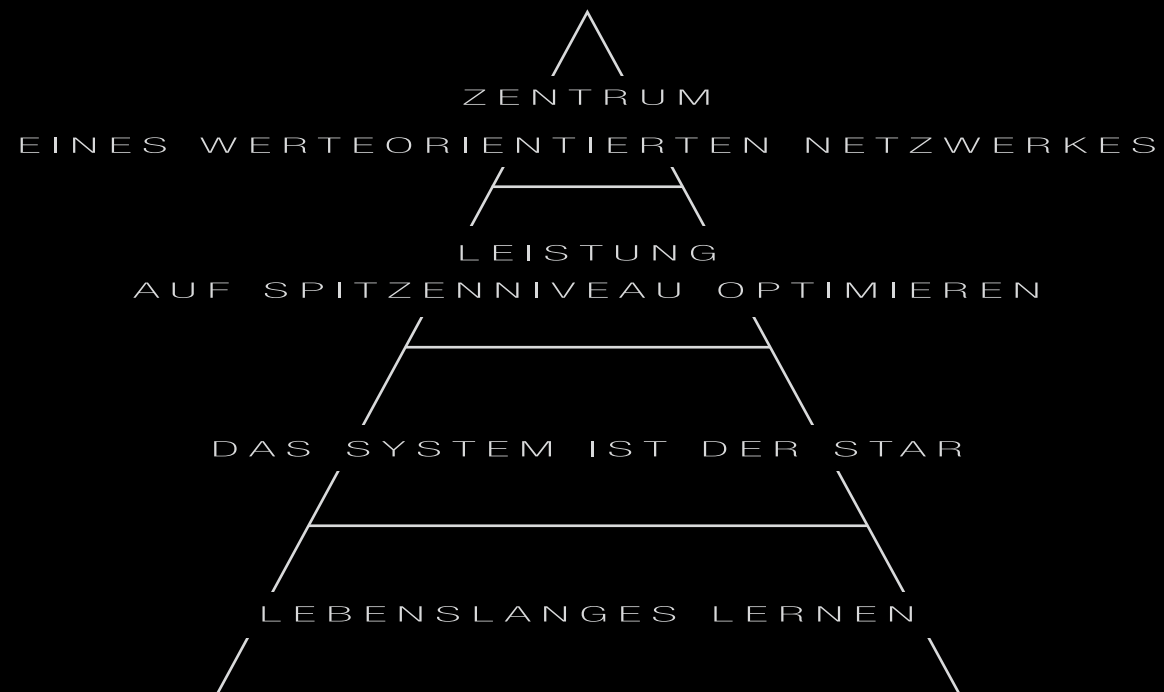 ZENTRUM
EINES WERTEORIENTIERTEN NETZWERKES
LEISTUNG
AUF SPITZENNIVEAU OPTIMIEREN
DAS SYSTEM IST DER STAR
LEBENSLANGES LERNEN